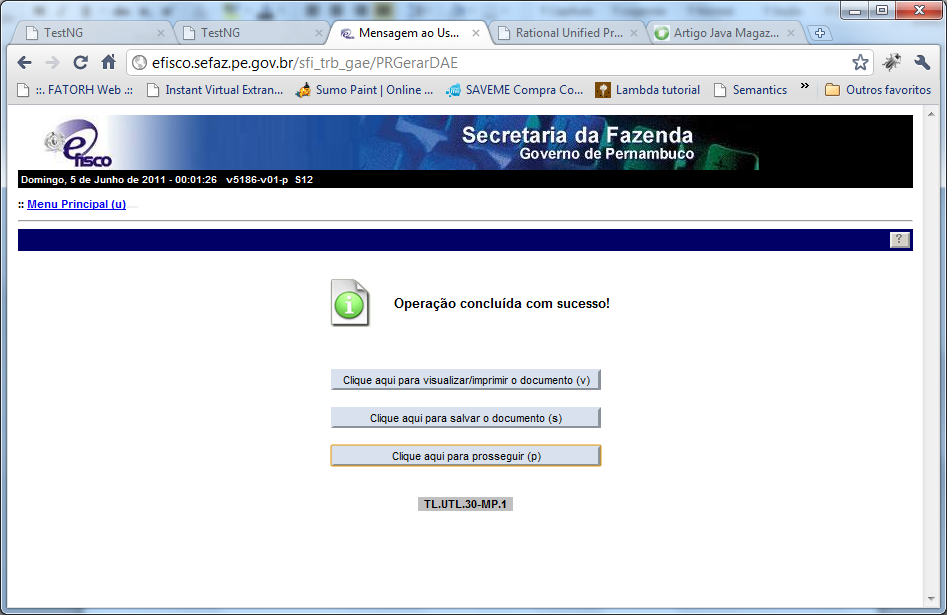 TestNG
TestNG
Mensagem ao Us...
Rational Unified Pr...
Artigo Java Magaz...
efisco.sefaz.pe.gov.br/sfi_trb_gae/PRGerarDAE
::. FATORH Web .::
Instant Virtual Extran...
Sumo Paint | Online ...
SAVEME Compra Co...
Lambda tutorial
Semantics
»
Outros favoritos
efisco
Secretaria da Fazenda
Governo de Pernambuco
Domingo, 5 de Junho de 2011 - 00:01:26 v5186-v01-p S12
:: Menu Principal (u)
?
Operação concluída com sucesso!
Clique aqui para visualizar/imprimir o documento (v)
Clique aqui para salvar o documento (s)
Clique aqui para prosseguir (p)
TL.UTL.30-MP.1